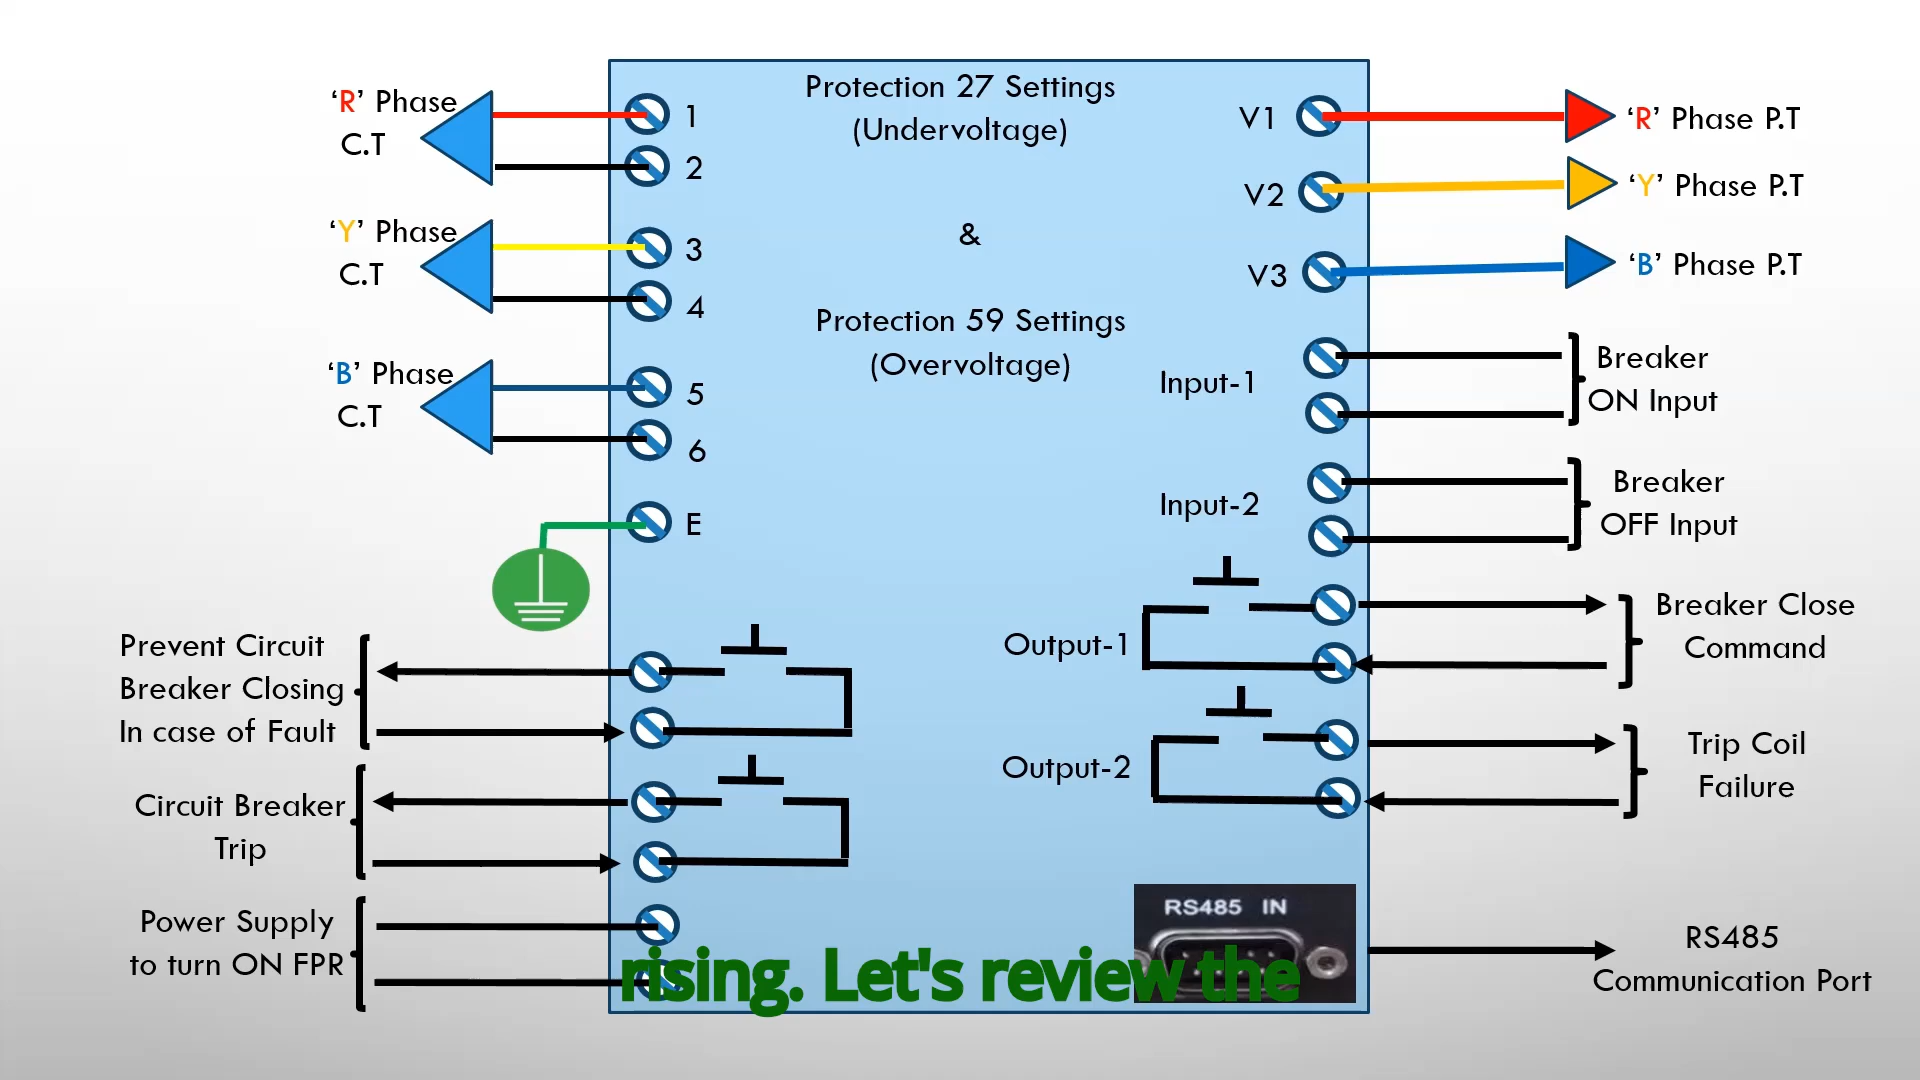 Protection 27 Settings
(Undervoltage)
&
Protection 59 Settings
(Overvoltage)
‘R’ Phase
C.T
1
2
‘Y’ Phase
C.T
3
4
‘B’ Phase
C.T
5
6
E
Prevent Circuit
Breaker Closing
In case of Fault
Circuit Breaker
Trip
Power Supply
to turn ON FPR
V1
‘R’ Phase P.T
V2
‘Y’ Phase P.T
V3
‘B’ Phase P.T
Input-1
Breaker
ON Input
Input-2
Breaker
OFF Input
Output-1
Breaker Close
Command
Output-2
Trip Coil
Failure
RS485 IN
RS485
Communication Port
rising. Let's review the